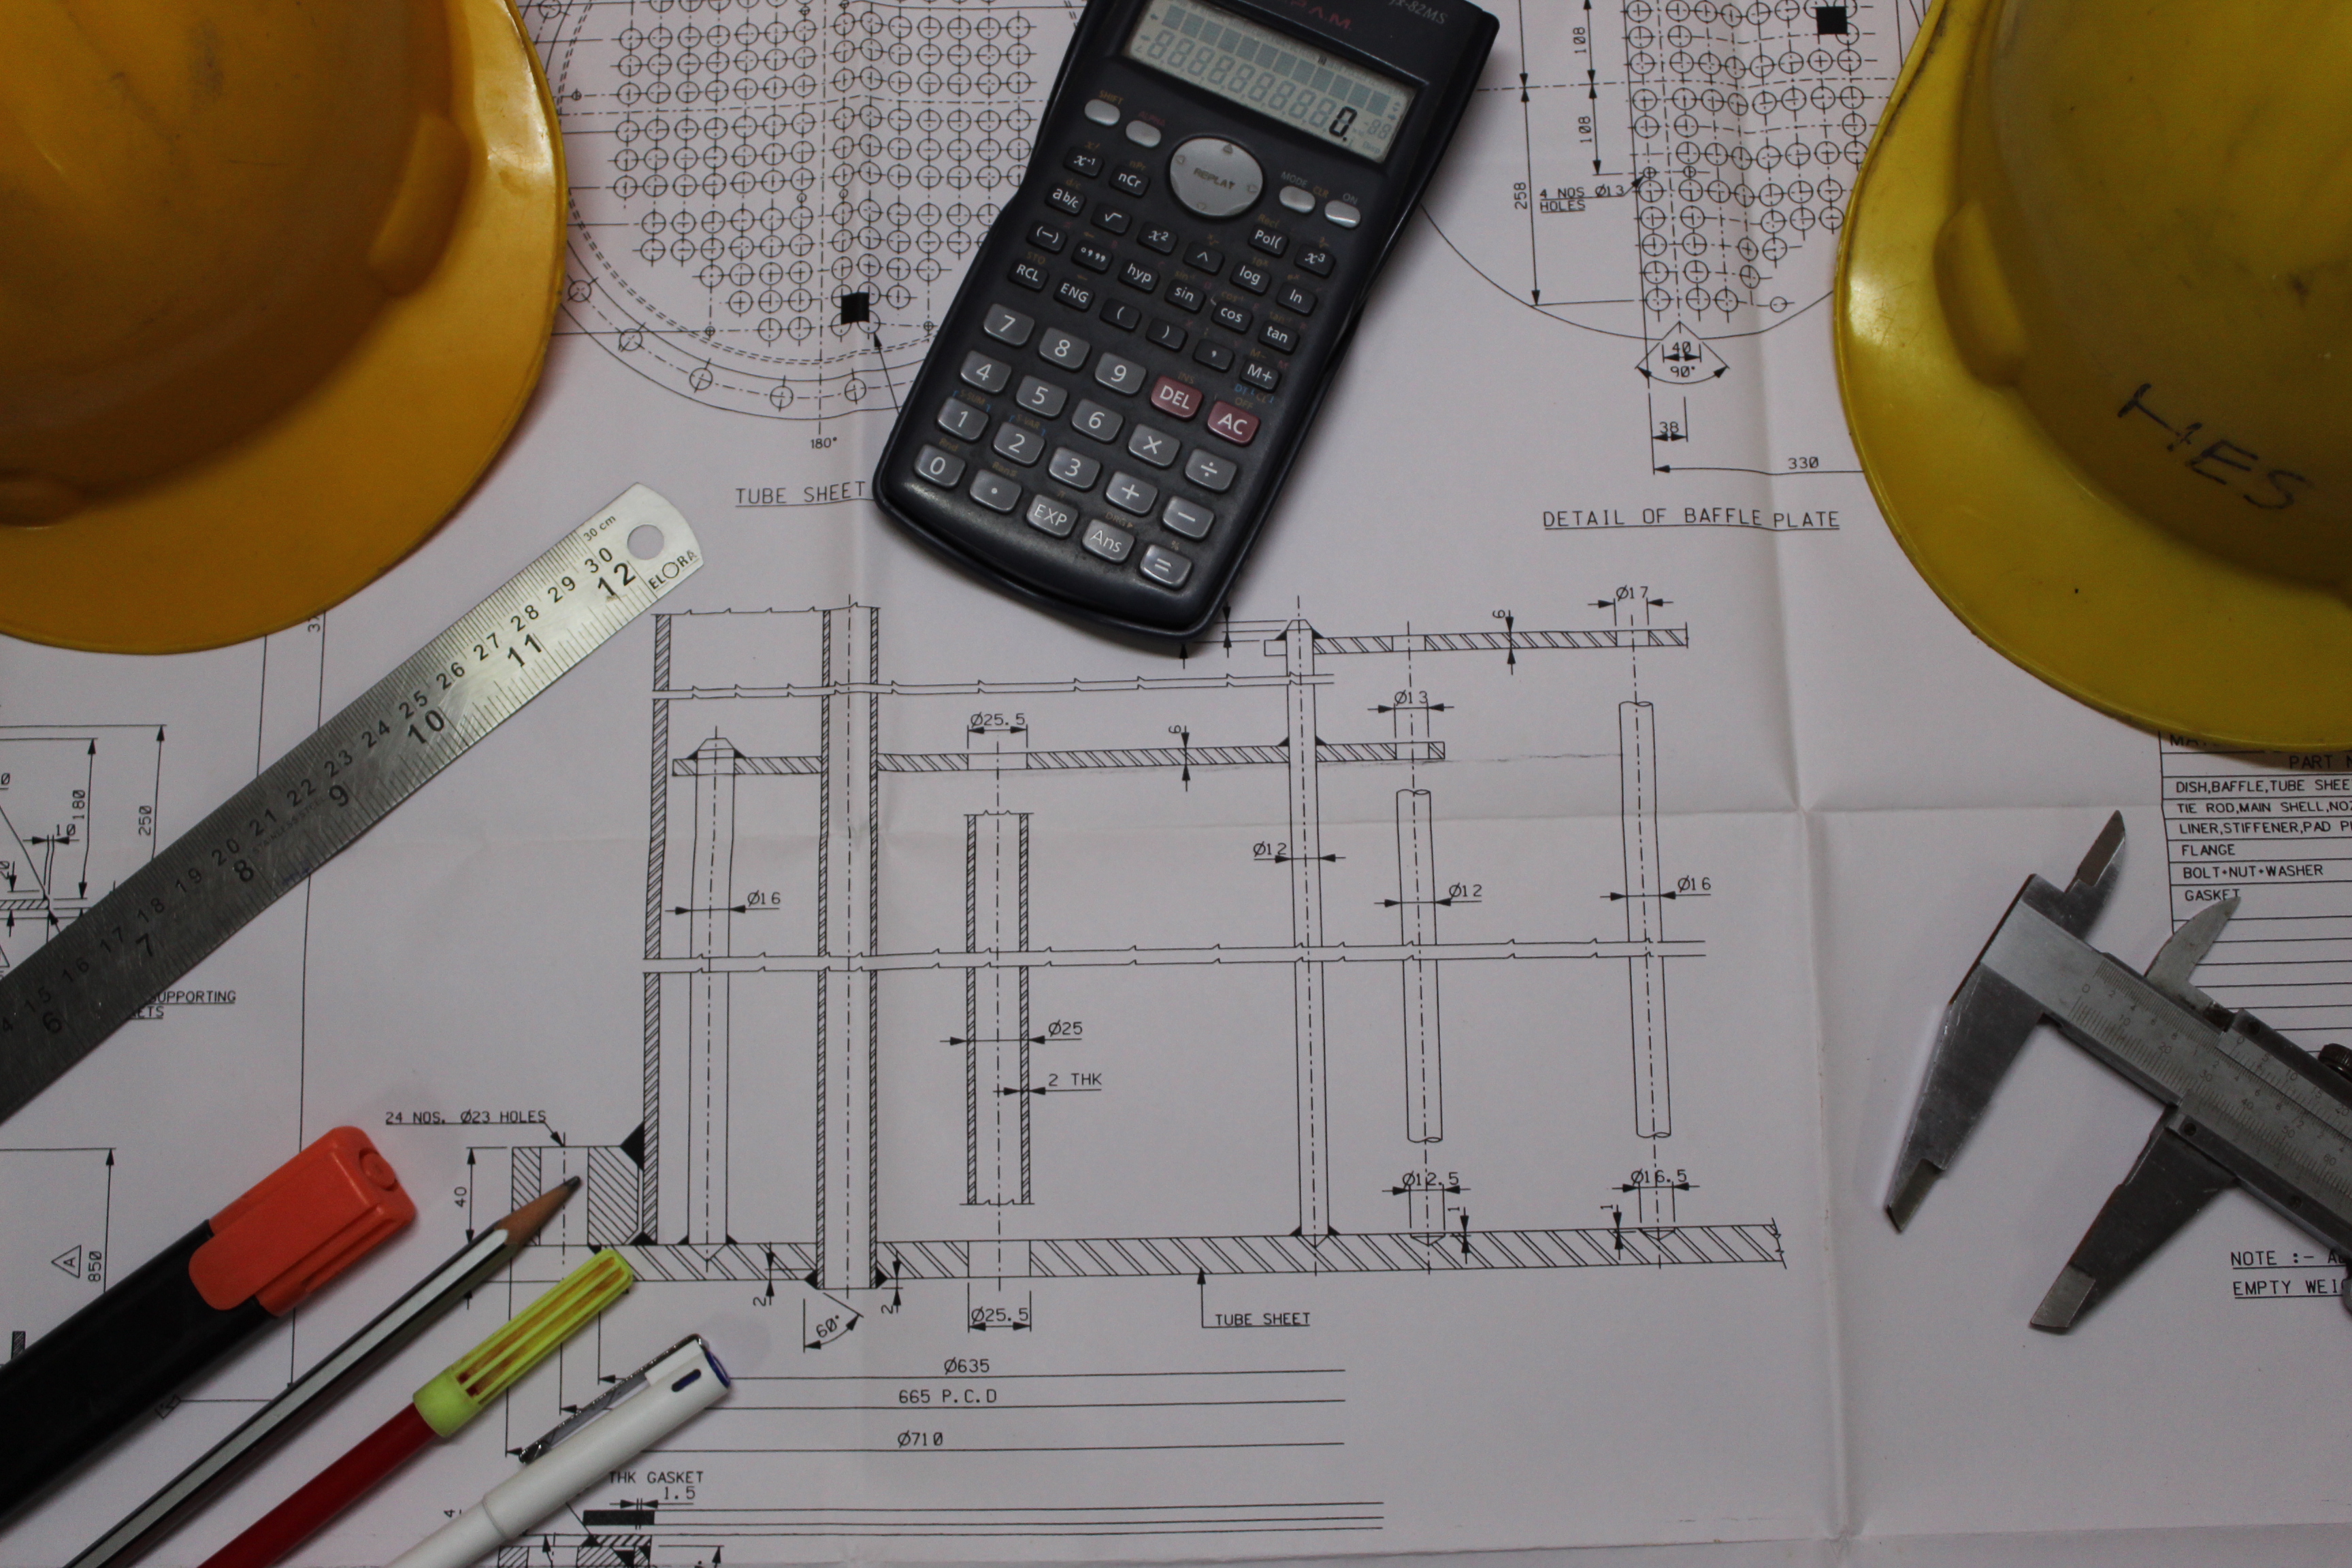 fx-82MS
0.
SHIFT
ALPHA
REPLAY
MODE CLR
ON
x⁻¹
nCr
Pol(
x³
ab/c
√
x²
^
log
ln
(−)
hyp
sin
cos
tan
RCL
ENG
(
)
,
M+
7
8
9
DEL
AC
4
5
6
×
÷
1
2
3
+
−
0
.
EXP
Ans
=
108
108
258
4 NOS Ø13
HOLES
40
90°
38
330
DETAIL OF BAFFLE PLATE
180°
TUBE SHEET
HES
30 cm
ELORA
30
29
28
27
26
25
24
23
22
21
20
19
18
17
16
15
12
11
10
9
8
7
6
Ø17
6
Ø13
Ø25.5
6
Ø12
Ø12
Ø16
Ø16
Ø25
2 THK
24 NOS. Ø23 HOLES
40
Ø12.5
Ø16.5
1
1
2
2
60°
Ø25.5
TUBE SHEET
Ø635
665 P.C.D
Ø710
THK GASKET
1.5
180
250
10
SUPPORTING
A
850
PART N
DISH,BAFFLE,TUBE SHEE
TIE ROD,MAIN SHELL,NOZ
LINER,STIFFENER,PAD P
FLANGE
BOLT+NUT+WASHER
GASKET
NOTE :- A
EMPTY WEI